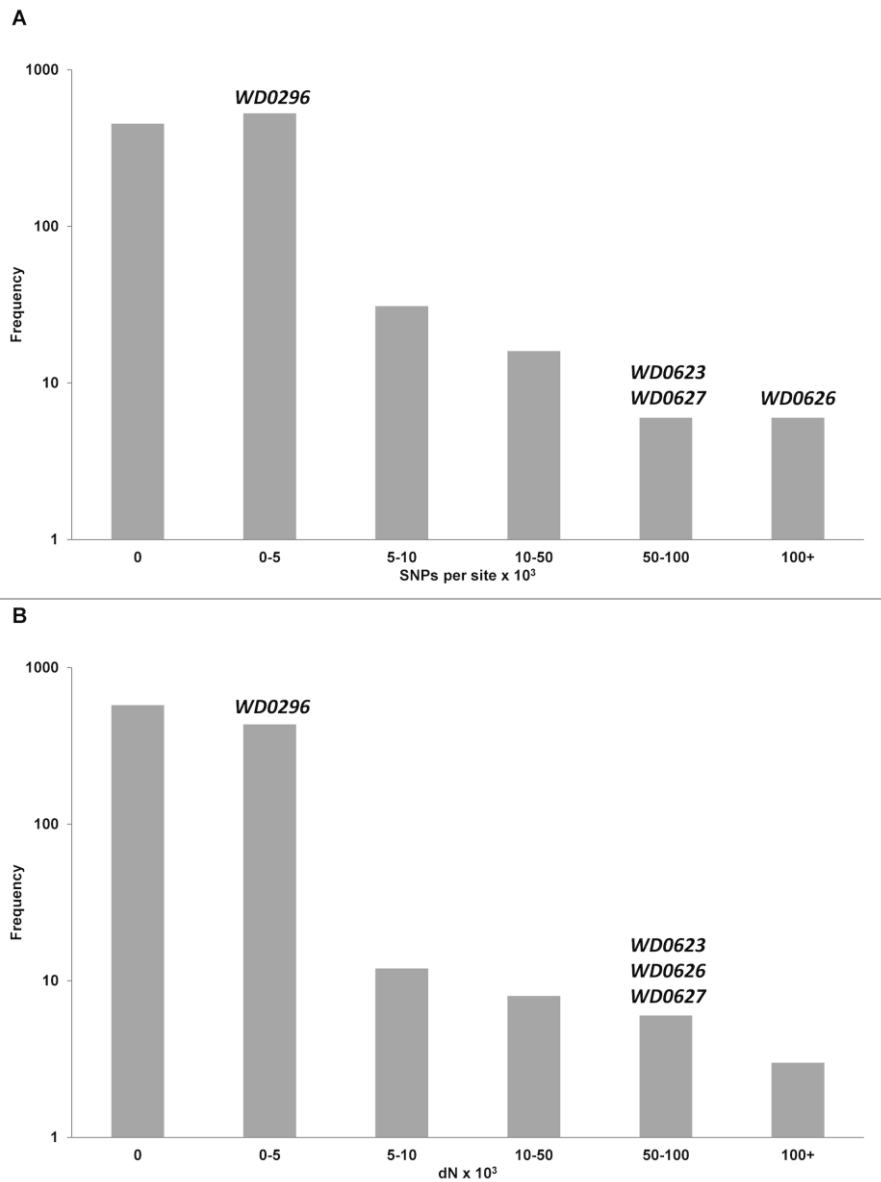 A
1000
100
10
1
Frequency
WD0296
WD0623
WD0627
WD0626
0 0-5 5-10 10-50 50-100 100+
SNPs per site x 10³
B
1000
100
10
1
Frequency
WD0296
WD0623
WD0626
WD0627
0 0-5 5-10 10-50 50-100 100+
dN x 10³